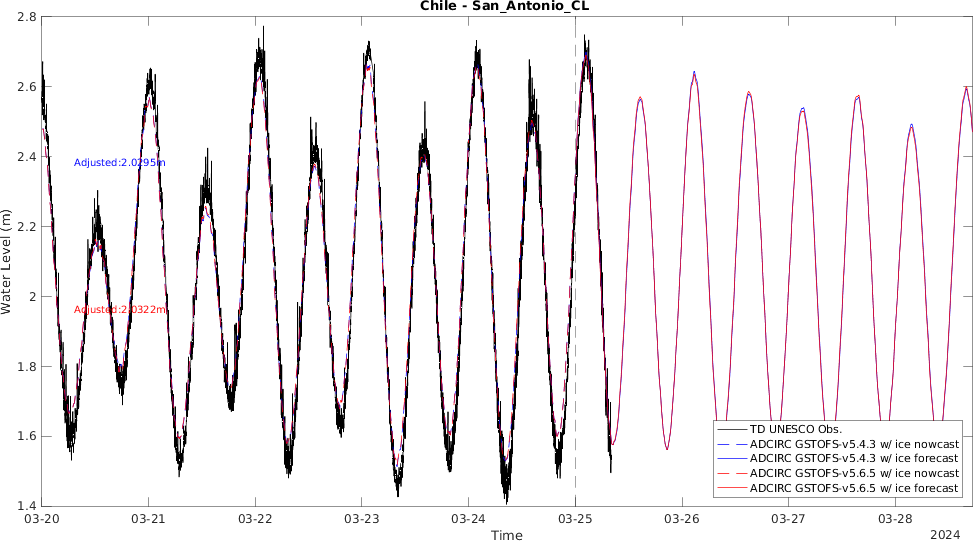 Chile - San_Antonio_CL
2.8
2.6
2.4
2.2
2
1.8
1.6
1.4
Water Level (m)
Adjusted:2.0295m
Adjusted:2.0322m
TD UNESCO Obs.
ADCIRC GSTOFS-v5.4.3 w/ ice nowcast
ADCIRC GSTOFS-v5.4.3 w/ ice forecast
ADCIRC GSTOFS-v5.6.5 w/ ice nowcast
ADCIRC GSTOFS-v5.6.5 w/ ice forecast
03-20 03-21 03-22 03-23 03-24 03-25 03-26 03-27 03-28
Time
2024